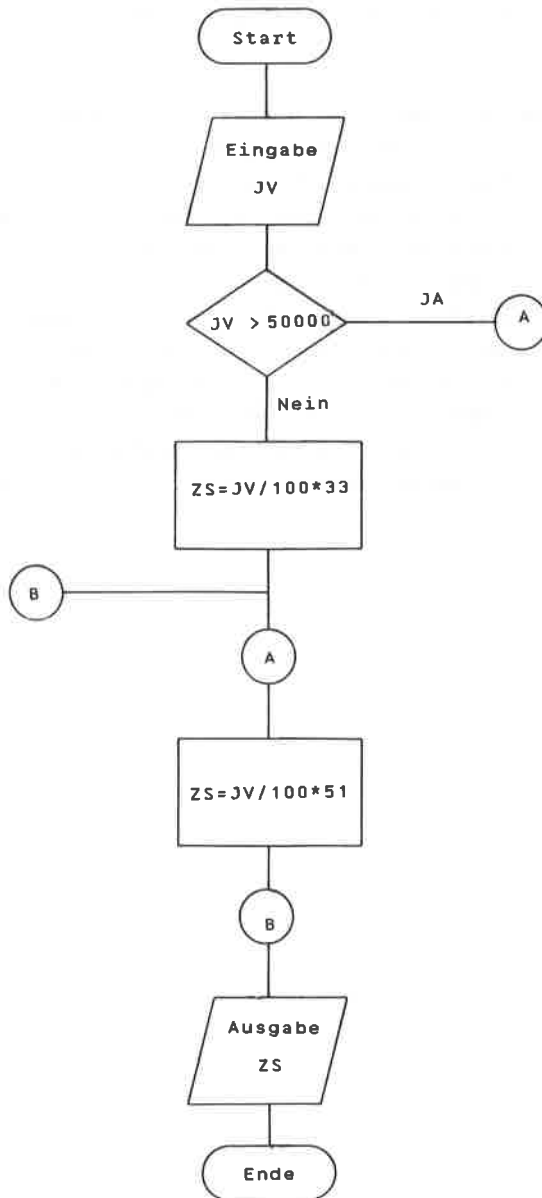 Start
Eingabe
JV
JV > 50000
JA
A
Nein
ZS=JV/100*33
B
A
ZS=JV/100*51
B
Ausgabe
ZS
Ende